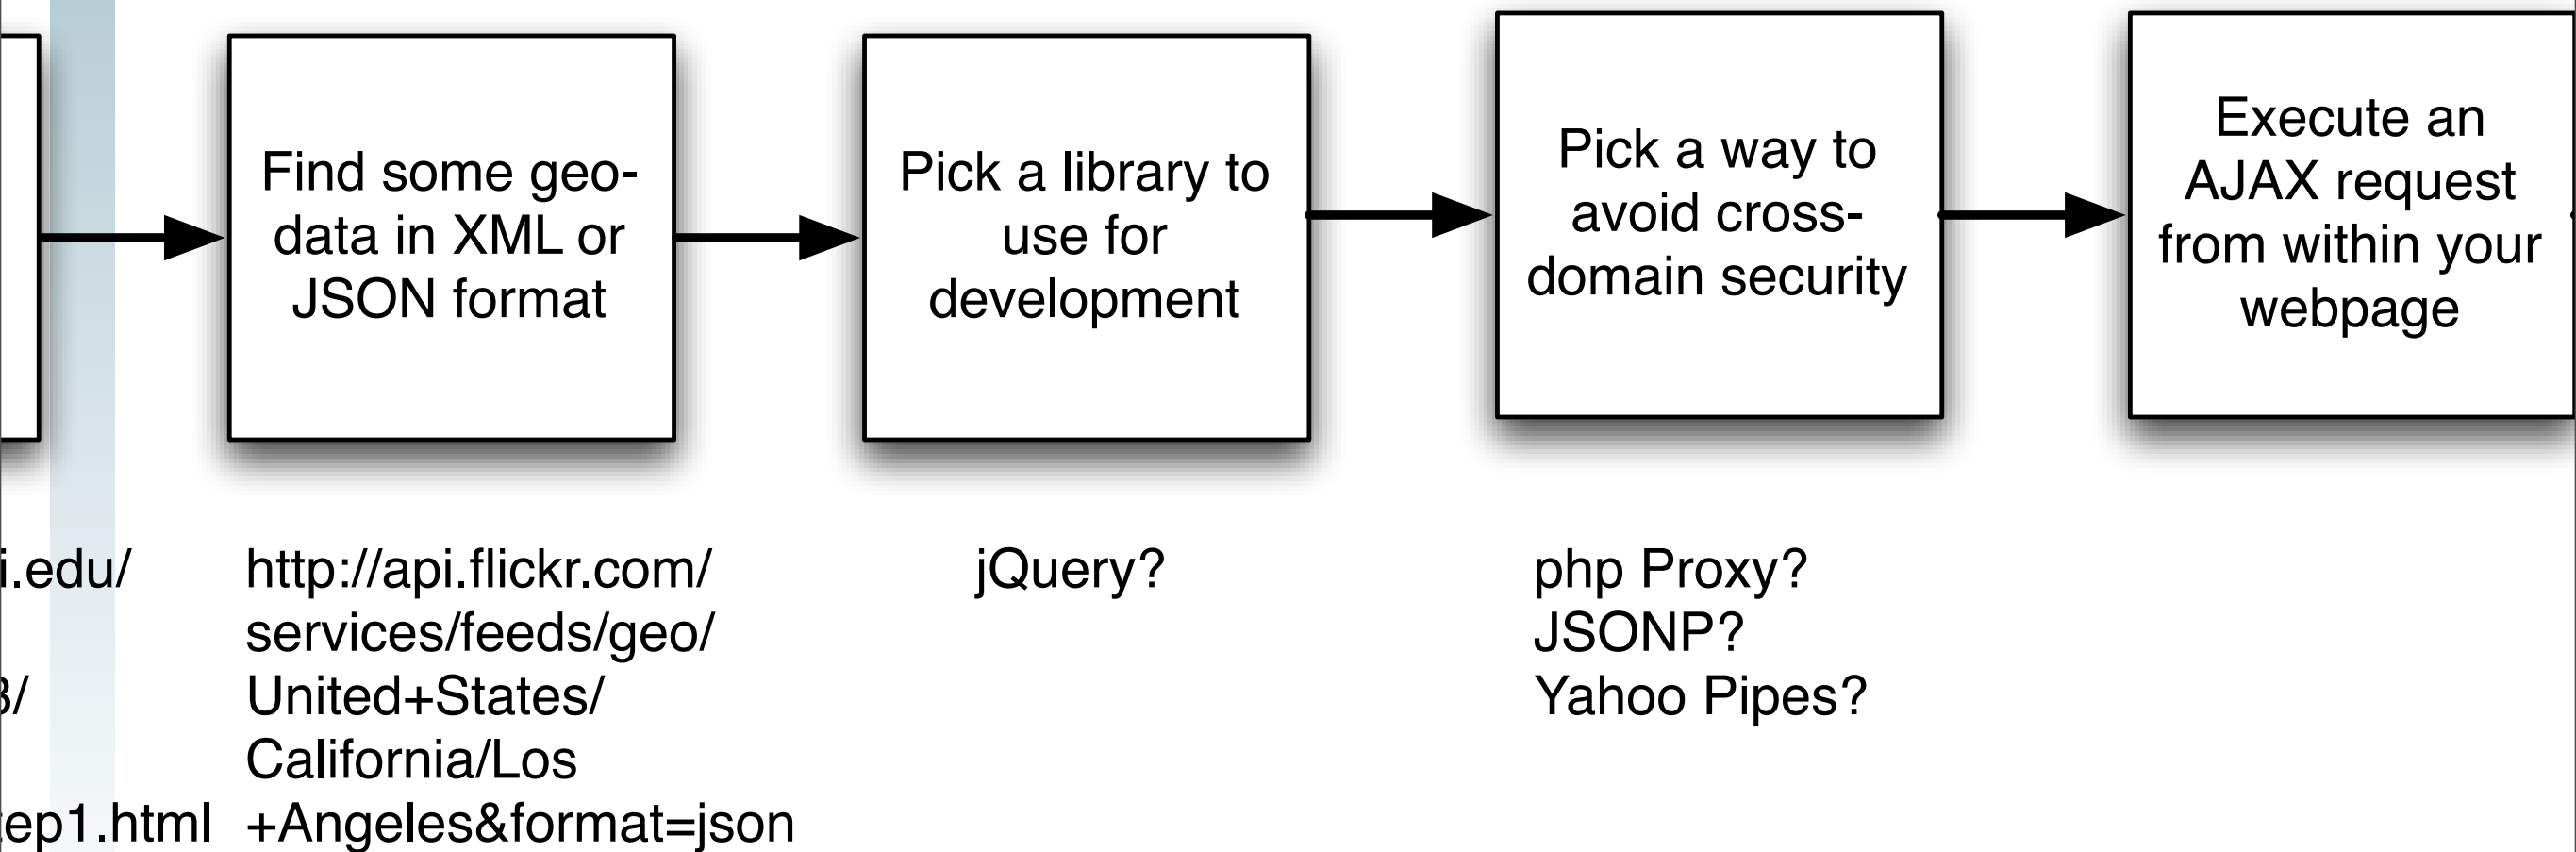 Find some geo-
data in XML or
JSON format
Pick a library to
use for
development
Pick a way to
avoid cross-
domain security
Execute an
AJAX request
from within your
webpage
i.edu/
3/
ep1.html
http://api.flickr.com/
services/feeds/geo/
United+States/
California/Los
+Angeles&format=json
jQuery?
php Proxy?
JSONP?
Yahoo Pipes?